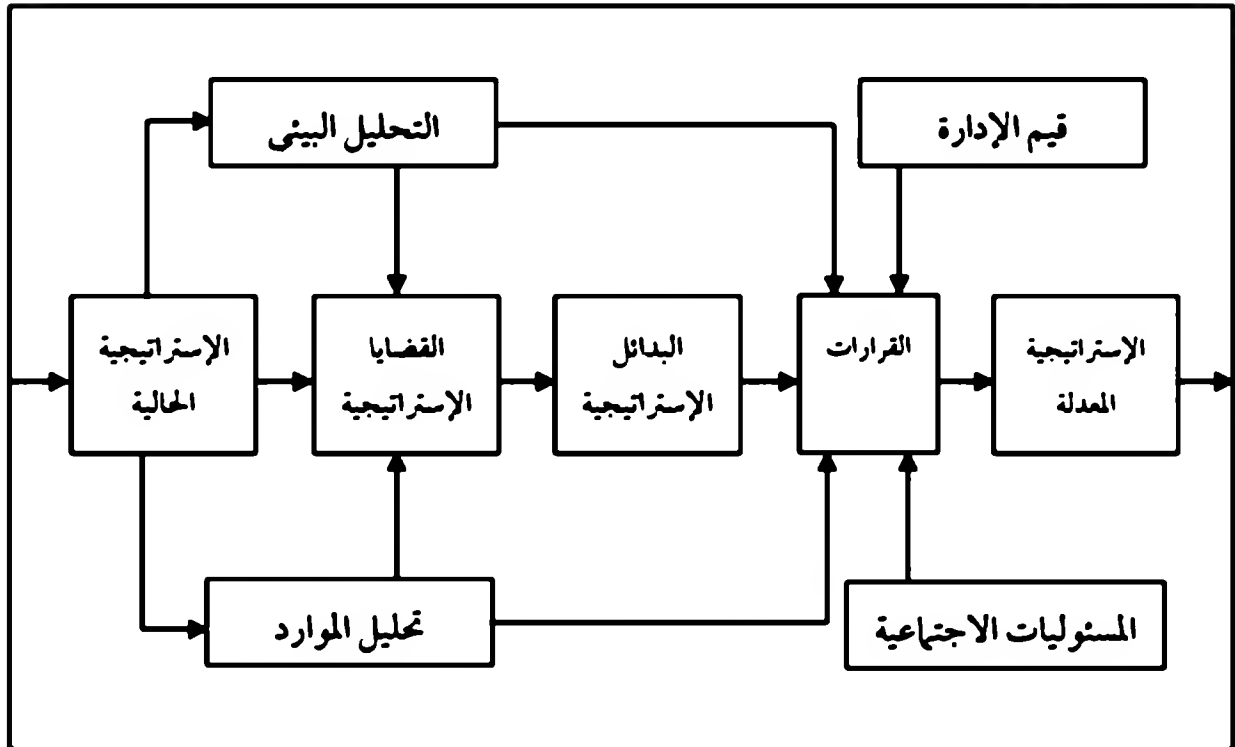 التحليل البيئى
قيم الإدارة
الإستراتيجية
الحالية
القضايا
الإستراتيجية
البدائل
الإستراتيجية
القرارات
الإستراتيجية
المعدلة
تحليل الموارد
المسئوليات الاجتماعية